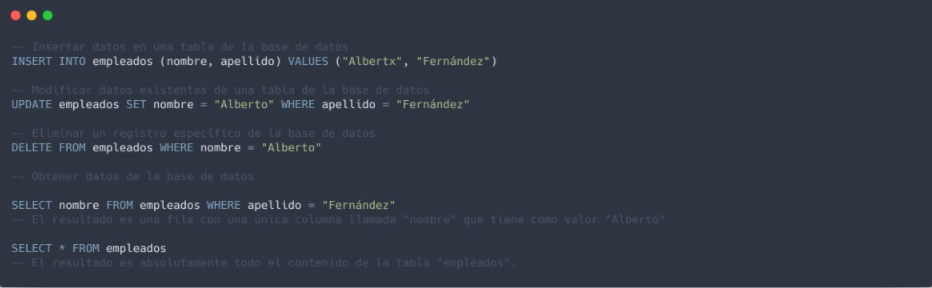 -- Insertar datos en una tabla de la base de datos
INSERT INTO empleados (nombre, apellido) VALUES ("Albertx", "Fernández")
-- Modificar datos existentes de una tabla de la base de datos
UPDATE empleados SET nombre = "Alberto" WHERE apellido = "Fernández"
-- Eliminar un registro específico de la base de datos
DELETE FROM empleados WHERE nombre = "Alberto"
-- Obtener datos de la base de datos
SELECT nombre FROM empleados WHERE apellido = "Fernández"
-- El resultado es una fila con una única columna llamada "nombre" que tiene como valor "Alberto"
SELECT * FROM empleados
-- El resultado es absolutamente todo el contenido de la tabla "empleados".